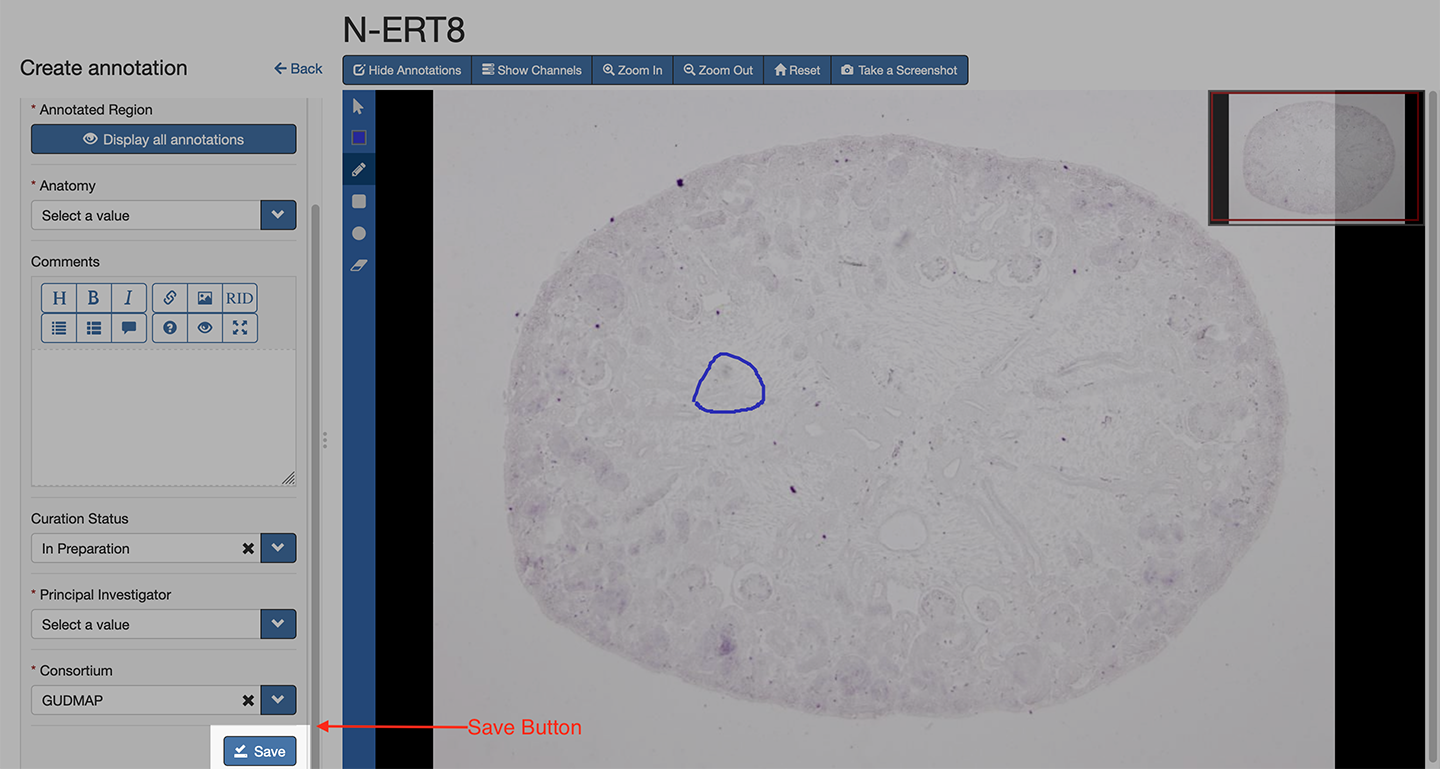 N-ERT8
Create annotation
Back
Hide Annotations Show Channels Zoom In Zoom Out Reset Take a Screenshot
* Annotated Region
Display all annotations
* Anatomy
Select a value
Comments
H B I RID
Curation Status
In Preparation
* Principal Investigator
Select a value
* Consortium
GUDMAP
Save Button
Save